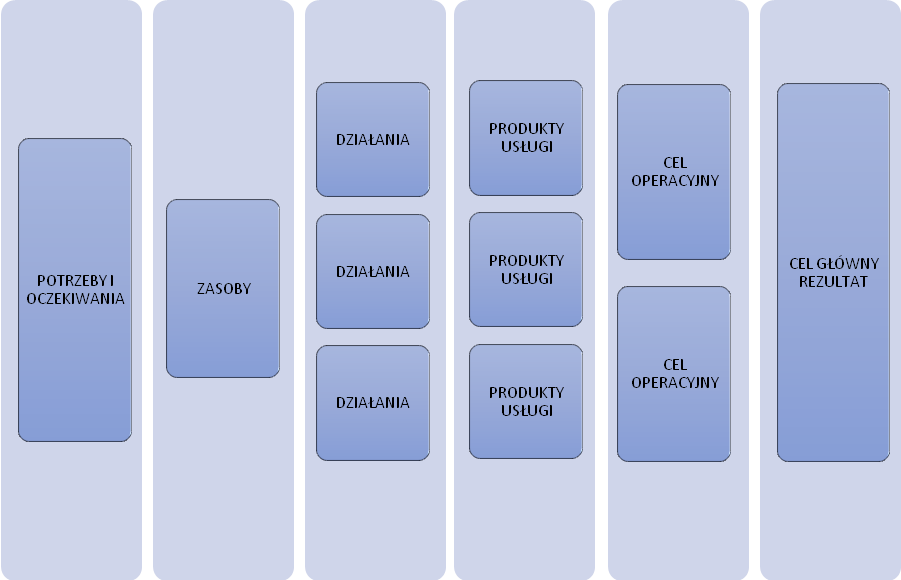 POTRZEBY I
OCZEKIWANIA
ZASOBY
DZIAŁANIA
DZIAŁANIA
DZIAŁANIA
PRODUKTY
USŁUGI
PRODUKTY
USŁUGI
PRODUKTY
USŁUGI
CEL
OPERACYJNY
CEL
OPERACYJNY
CEL GŁÓWNY
REZULTAT